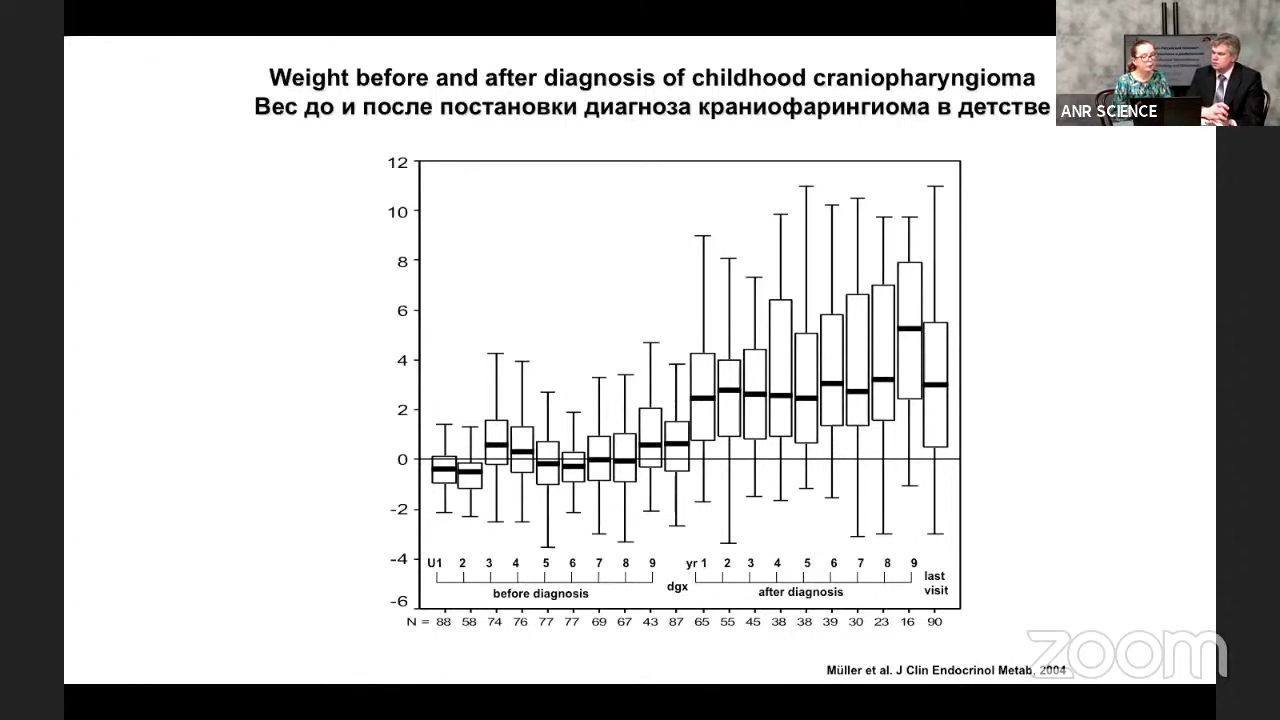 Weight before and after diagnosis of childhood craniopharyngioma
Вес до и после постановки диагноза краниофарингиома в детстве
ANR SCIENCE
12
10
8
6
4
2
0
-2
-4
-6
U1 2 3 4 5 6 7 8 9 yr 1 2 3 4 5 6 7 8 9
before diagnosis dgx after diagnosis last
visit
N = 88 58 74 76 77 77 69 67 43 87 65 55 45 38 38 39 30 23 16 90
zoom
Müller et al. J Clin Endocrinol Metab, 2004